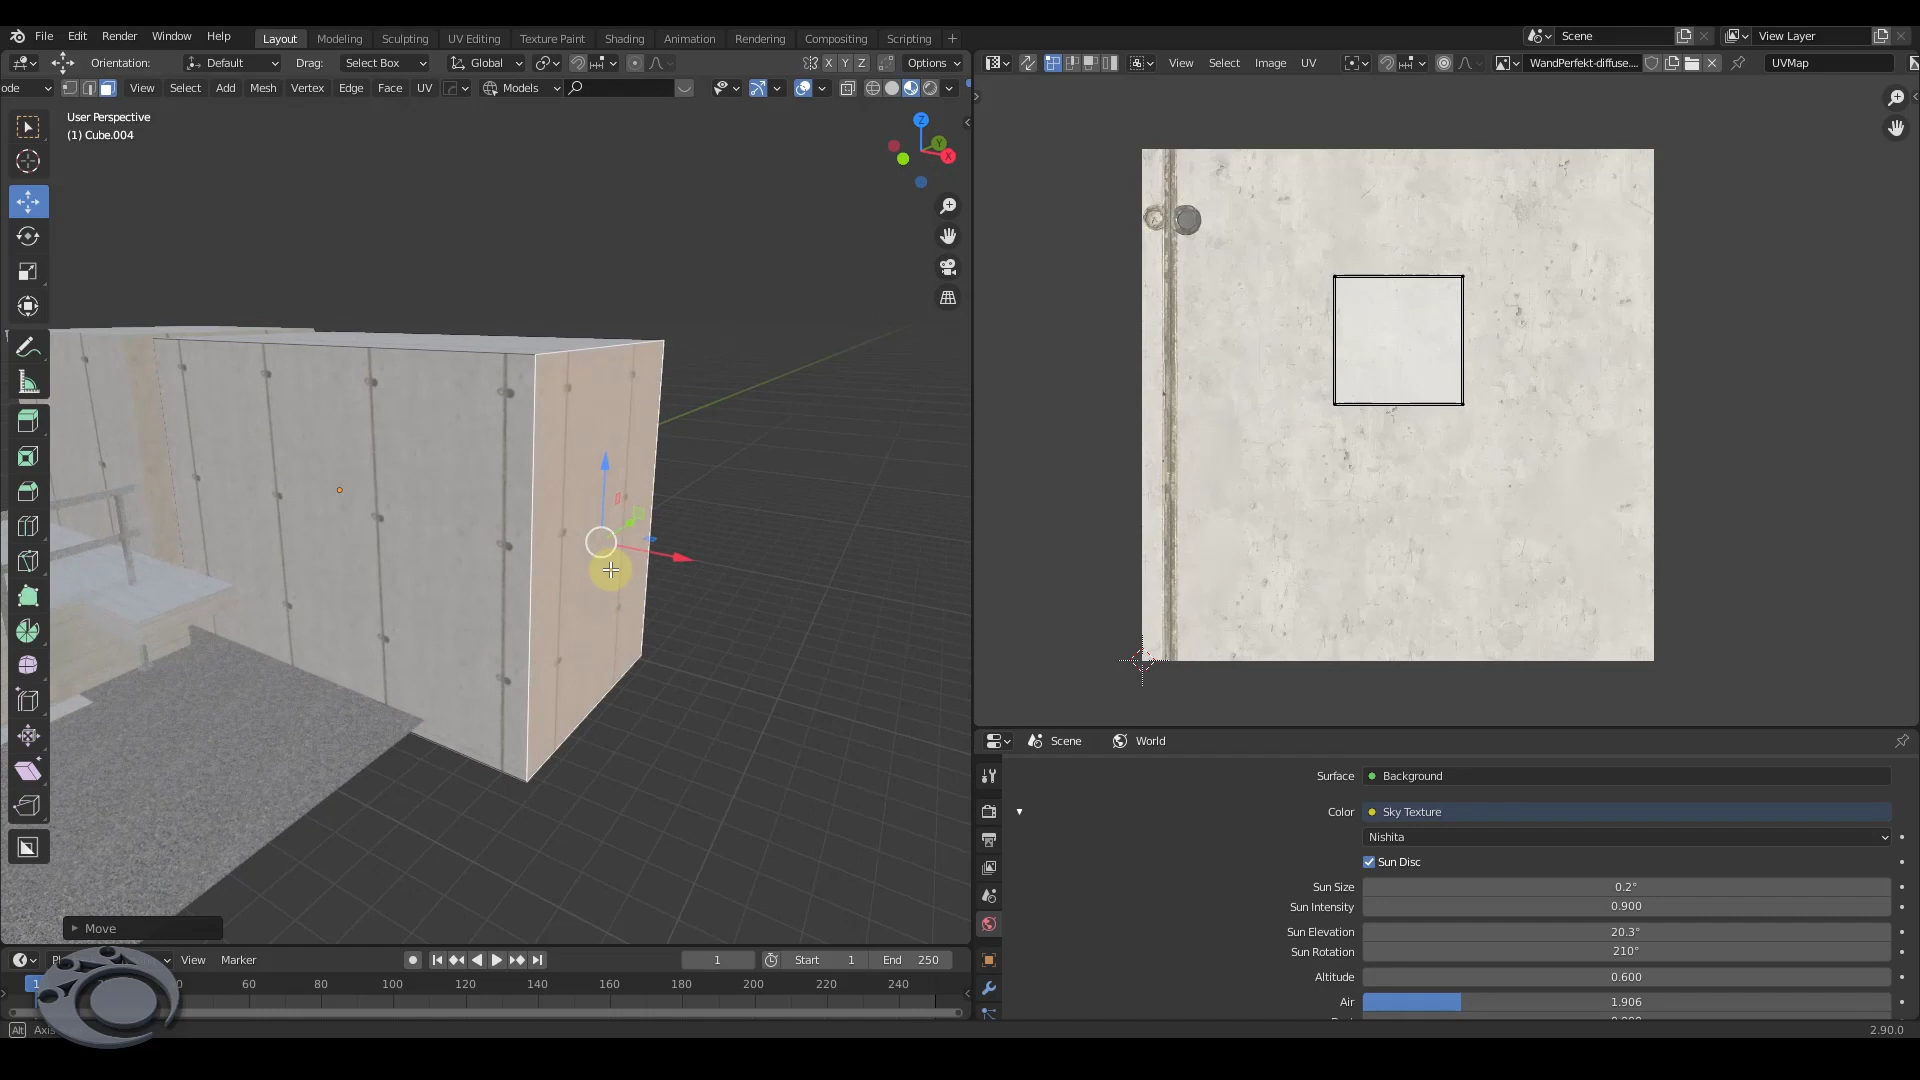 File Edit Render Window Help Layout Modeling Sculpting UV Editing Texture Paint Shading Animation Rendering Compositing Scripting + Scene View Layer
Orientation: Default Drag: Select Box Global X Y Z Options View Select Image UV WandPerfekt-diffuse.... UVMap
ode View Select Add Mesh Vertex Edge Face UV Models
User Perspective
(1) Cube.004
Z
Y
X
Move
Scene World
Surface Background
Color Sky Texture
Nishita
Sun Disc
Sun Size 0.2°
Sun Intensity 0.900
Sun Elevation 20.3°
Sun Rotation 210°
Altitude 0.600
Air 1.906
View Marker 1 Start 1 End 250
1 60 80 100 120 140 160 180 200 220 240
Alt Axis
2.90.0